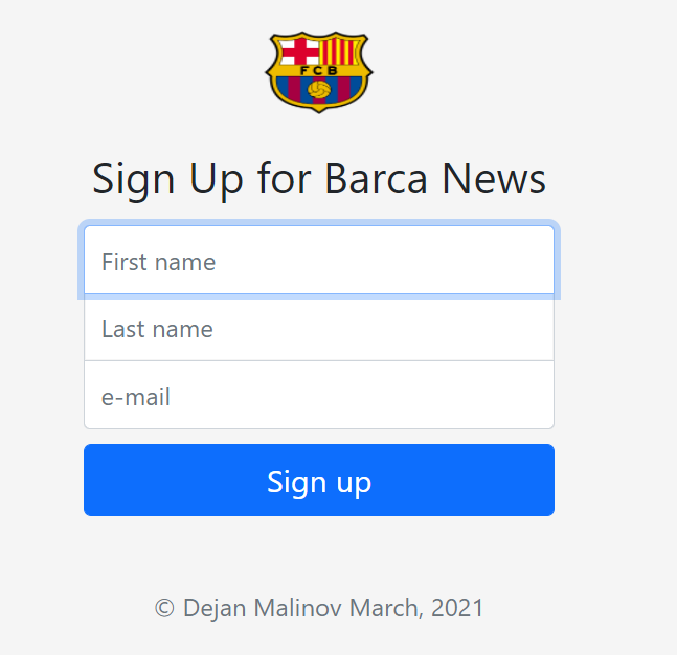 FCB
Sign Up for Barca News
First name
Last name
e-mail
Sign up
© Dejan Malinov March, 2021